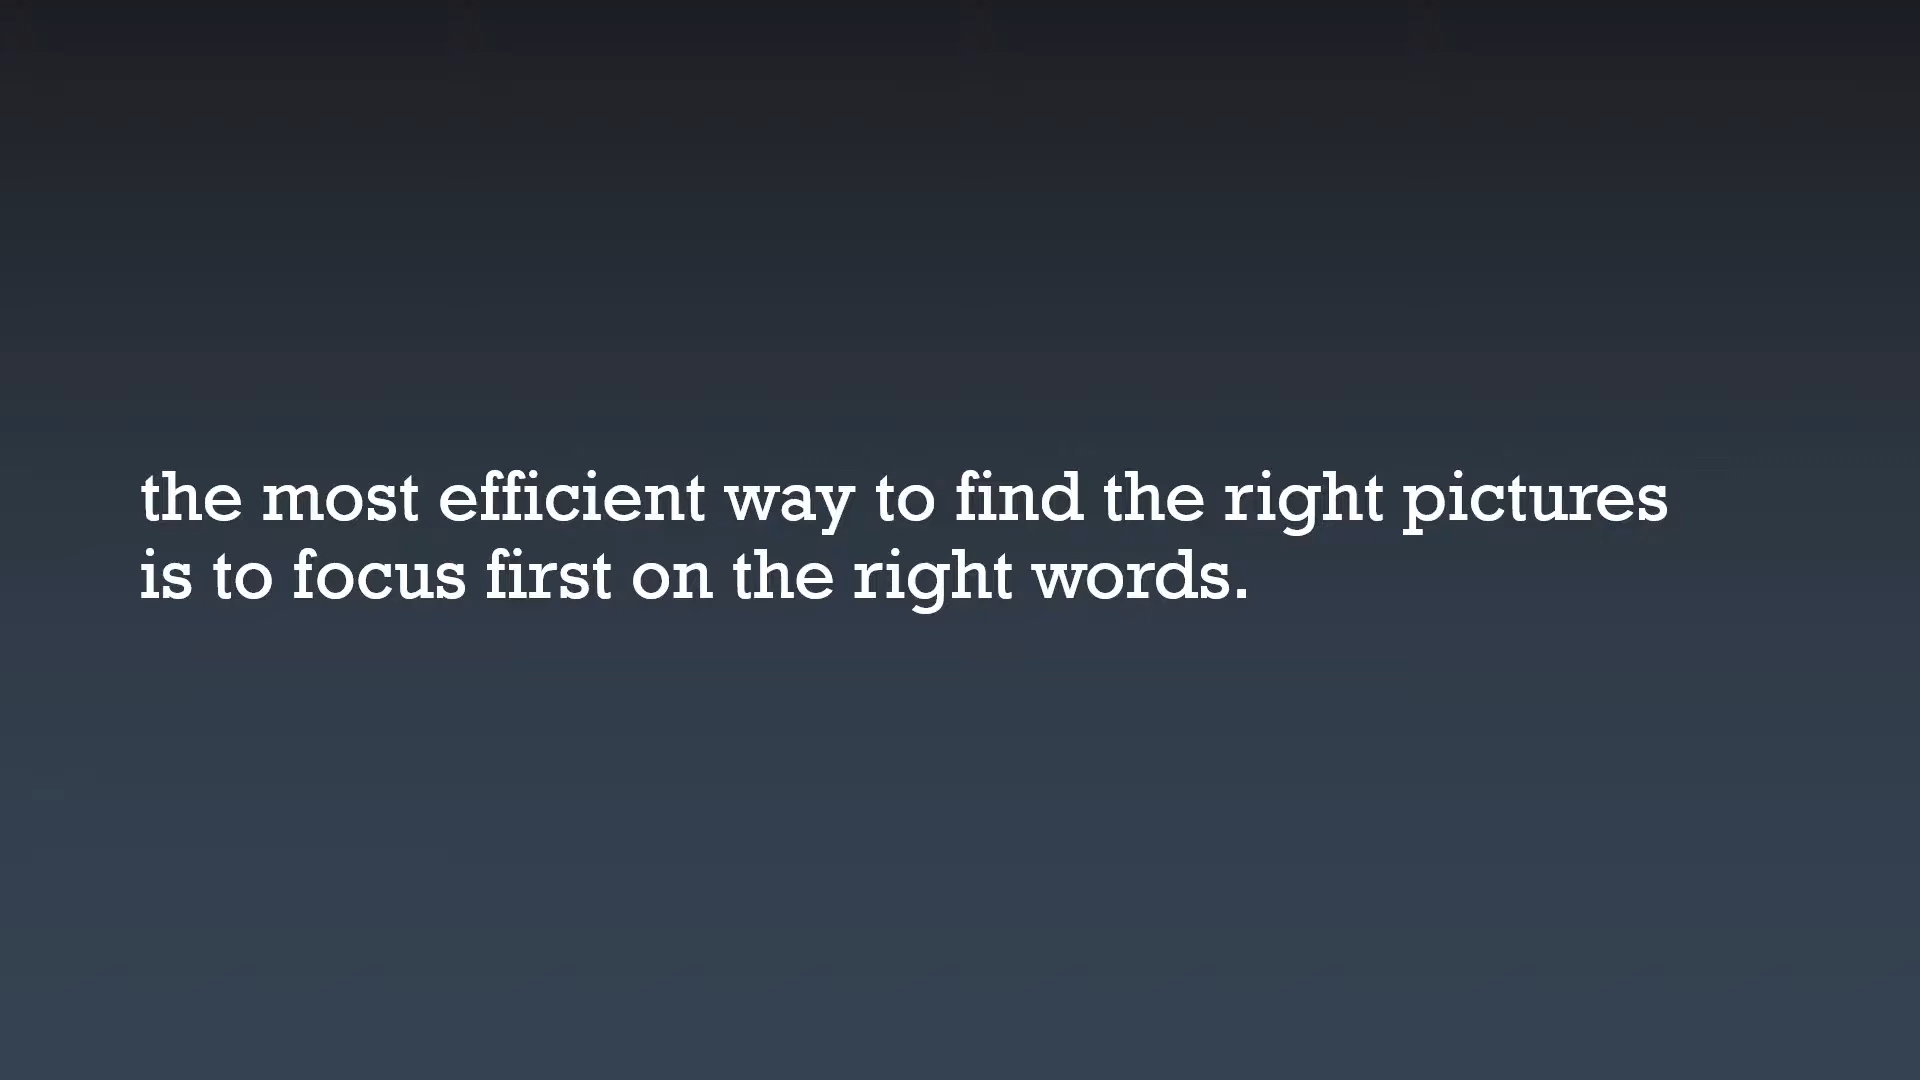 the most efficient way to find the right pictures
is to focus first on the right words.